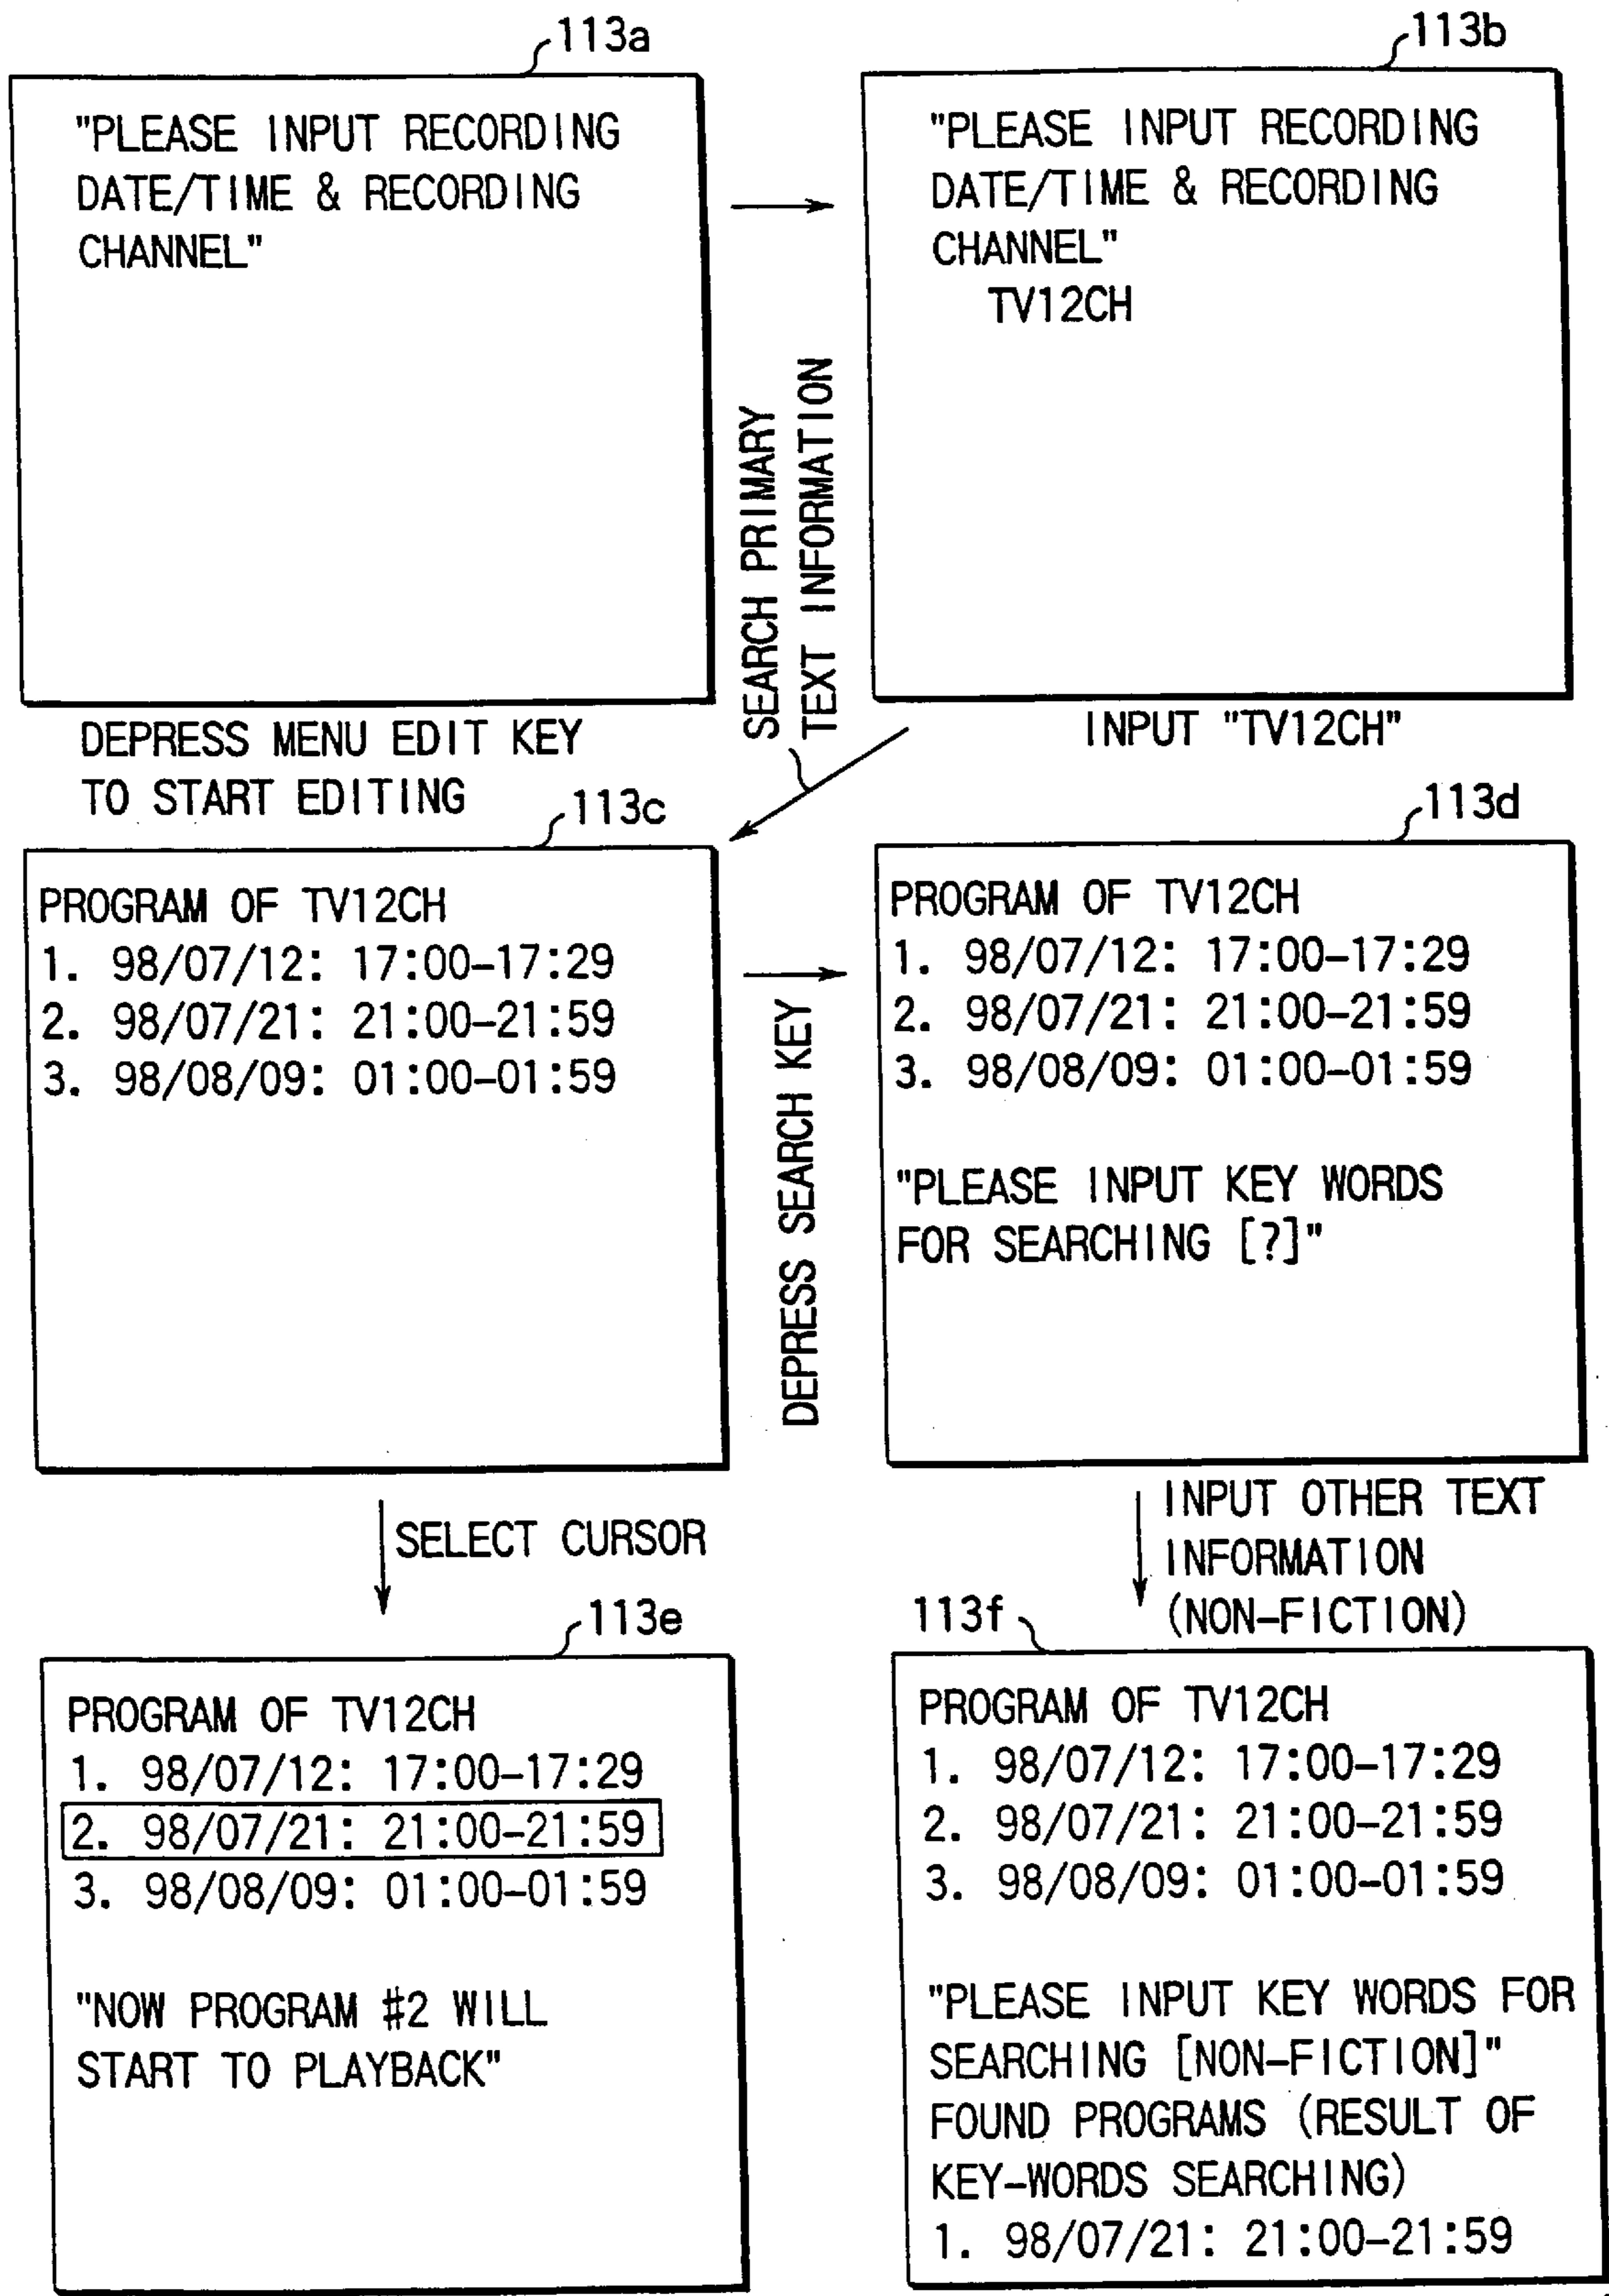 113a
"PLEASE INPUT RECORDING
DATE/TIME & RECORDING
CHANNEL"
DEPRESS MENU EDIT KEY
TO START EDITING
113b
"PLEASE INPUT RECORDING
DATE/TIME & RECORDING
CHANNEL"
TV12CH
INPUT "TV12CH"
SEARCH PRIMARY
TEXT INFORMATION
113c
PROGRAM OF TV12CH
1. 98/07/12: 17:00-17:29
2. 98/07/21: 21:00-21:59
3. 98/08/09: 01:00-01:59
DEPRESS SEARCH KEY
113d
PROGRAM OF TV12CH
1. 98/07/12: 17:00-17:29
2. 98/07/21: 21:00-21:59
3. 98/08/09: 01:00-01:59
"PLEASE INPUT KEY WORDS
FOR SEARCHING [?]"
SELECT CURSOR
INPUT OTHER TEXT
INFORMATION
(NON-FICTION)
113e
PROGRAM OF TV12CH
1. 98/07/12: 17:00-17:29
2. 98/07/21: 21:00-21:59
3. 98/08/09: 01:00-01:59
"NOW PROGRAM #2 WILL
START TO PLAYBACK"
113f
PROGRAM OF TV12CH
1. 98/07/12: 17:00-17:29
2. 98/07/21: 21:00-21:59
3. 98/08/09: 01:00-01:59
"PLEASE INPUT KEY WORDS FOR
SEARCHING [NON-FICTION]"
FOUND PROGRAMS (RESULT OF
KEY-WORDS SEARCHING)
1. 98/07/21: 21:00-21:59